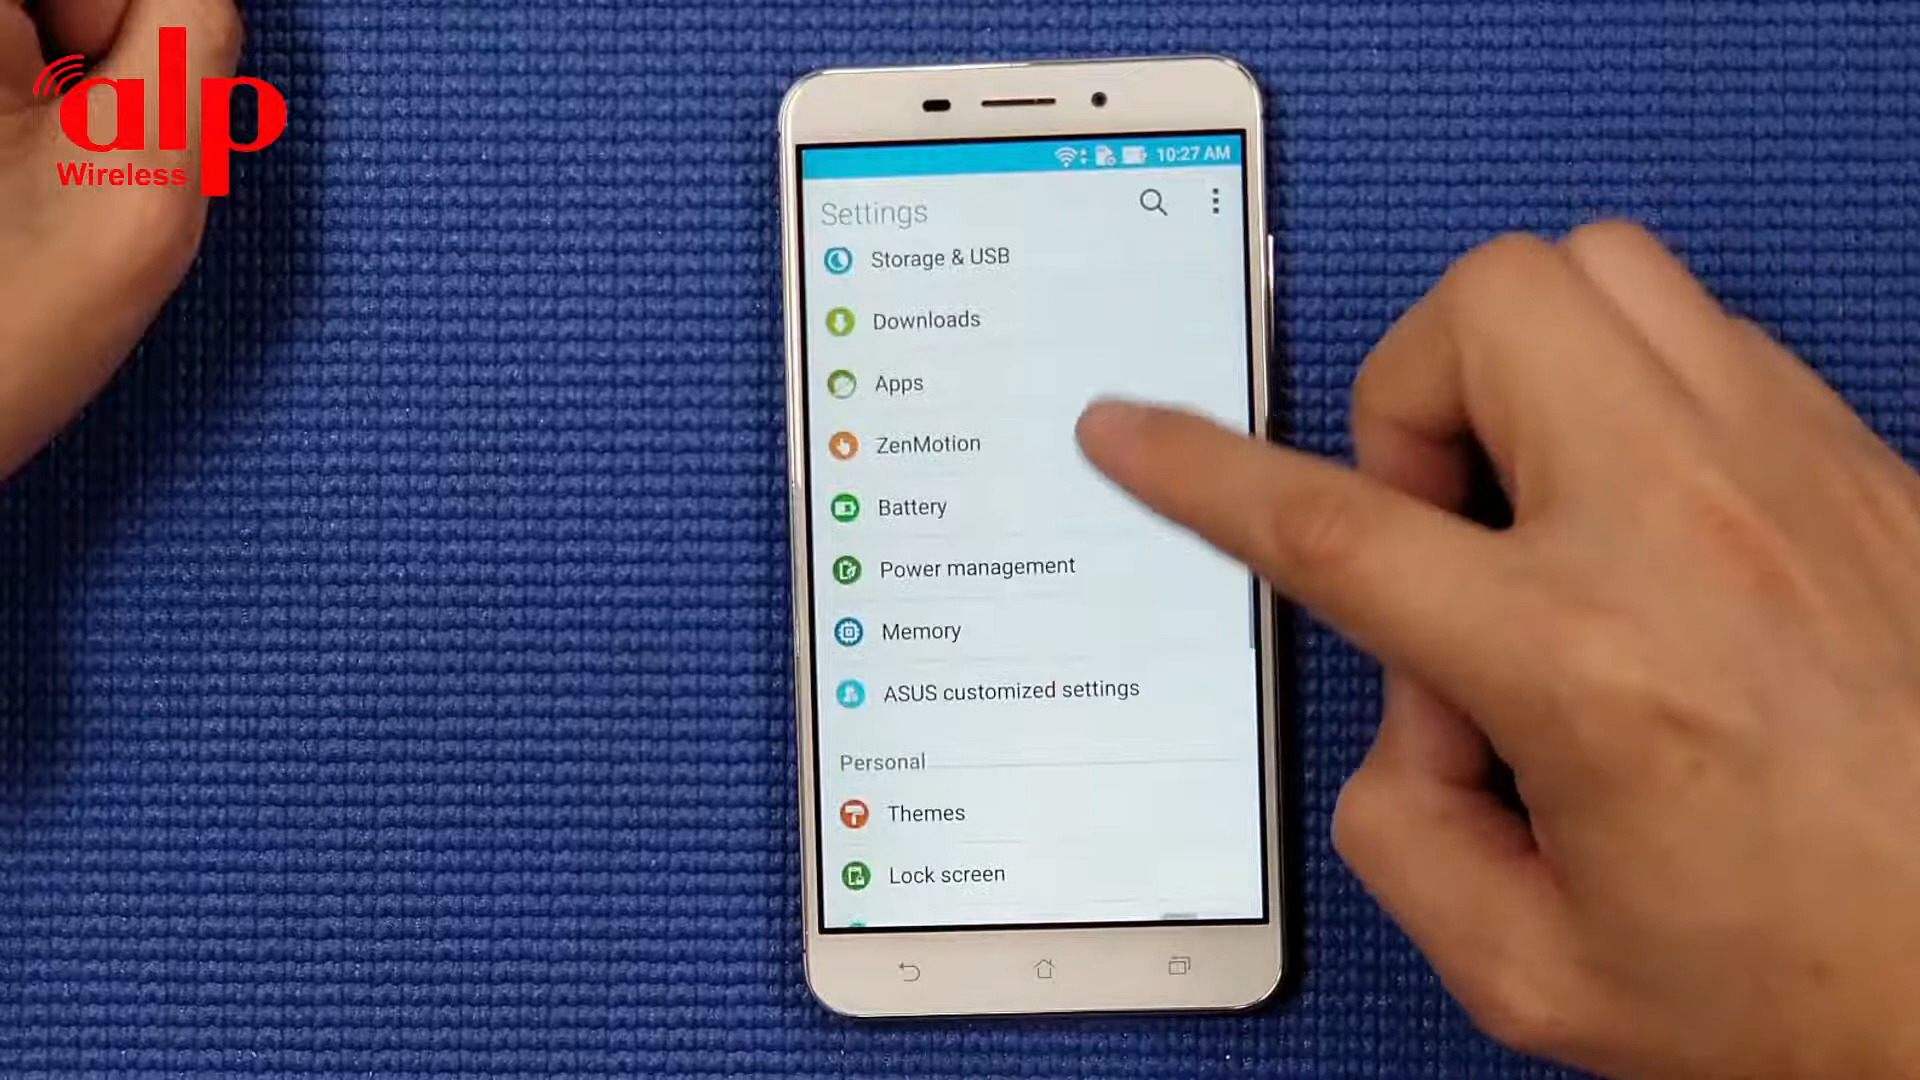 alp
Wireless
10:27 AM
Settings
Storage & USB
Downloads
Apps
ZenMotion
Battery
Power management
Memory
ASUS customized settings
Personal
Themes
Lock screen